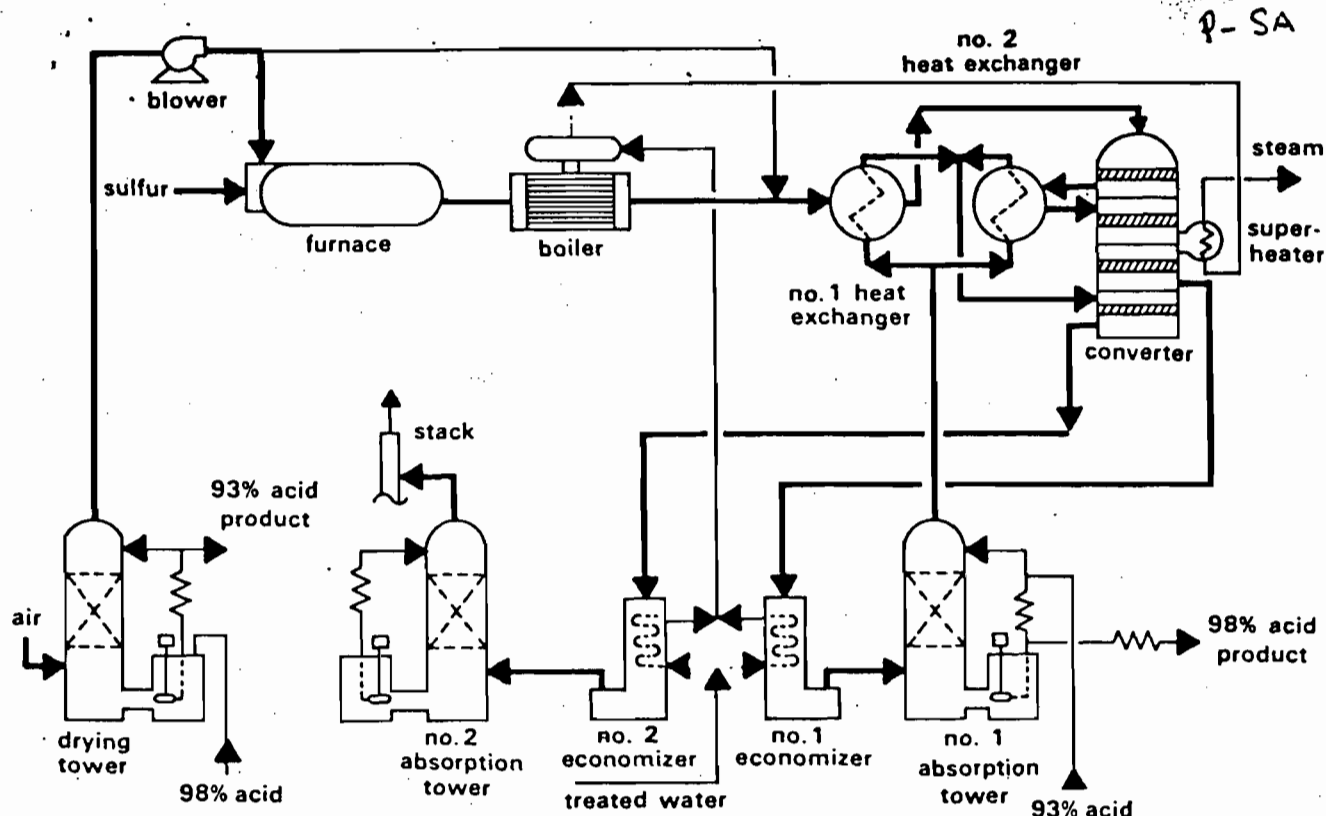 P-SA
no. 2
heat exchanger
blower
steam
sulfur
furnace
boiler
super-
heater
no. 1 heat
exchanger
converter
stack
93% acid
product
air
98% acid
product
drying
tower
no. 2
absorption
tower
no. 2
economizer
no. 1
economizer
no. 1
absorption
tower
98% acid
treated water
93% acid